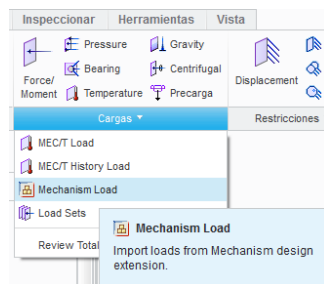 Inspeccionar Herramientas Vista
Pressure Gravity
Bearing Centrifugal
Force/ Displacement
Moment Temperature Precarga
Cargas Restricciones
MEC/T Load
MEC/T History Load
Mechanism Load
Load Sets
Mechanism Load
Review Total
Import loads from Mechanism design
extension.